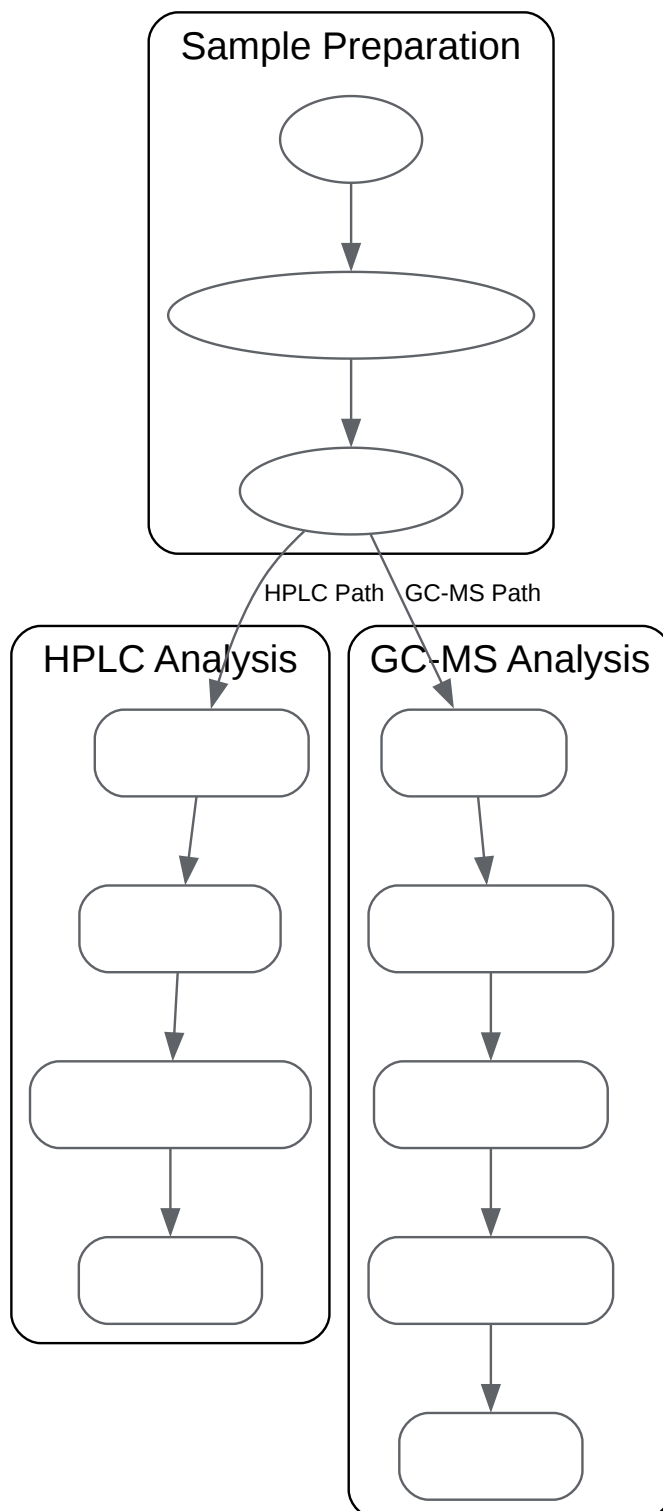 Sample Preparation
HPLC Path
GC-MS Path
HPLC Analysis
GC-MS Analysis